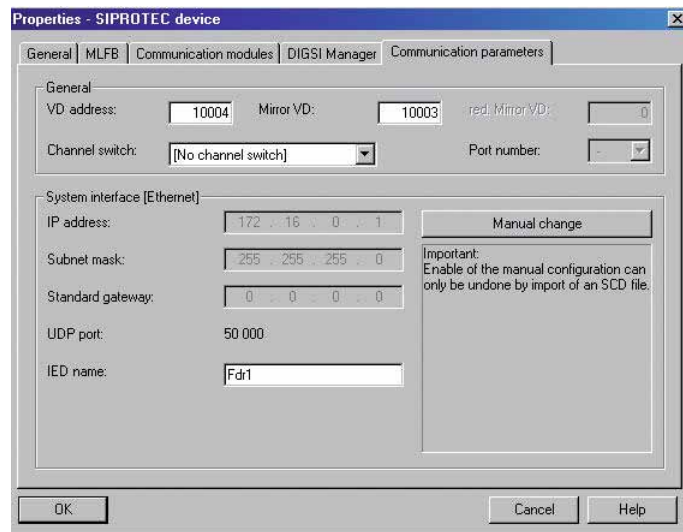 Properties - SIPROTEC device
General MLFB Communication modules DIGSI Manager Communication parameters
General
VD address: 10004 Mirror VD: 10003 red. Mirror VD: 0
Channel switch: [No channel switch] Port number: -
System interface [Ethernet]
IP address: 172 . 16 . 0 . 1 Manual change
Subnet mask: 255 . 255 . 255 . 0
Important:
Enable of the manual configuration can
only be undone by import of an SCD file.
Standard gateway: 0 . 0 . 0 . 0
UDP port: 50 000
IED name: Fdr1
OK Cancel Help